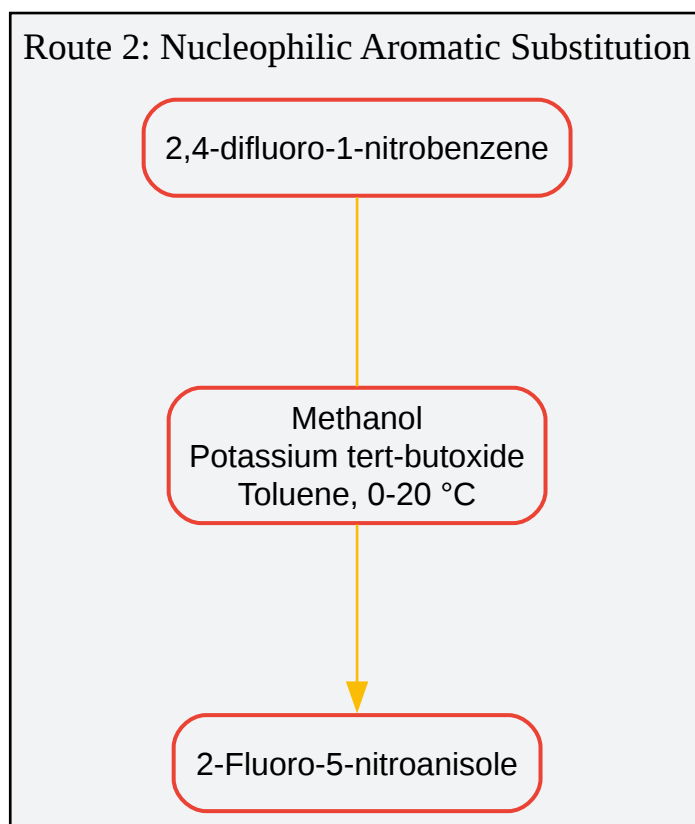 Route 2: Nucleophilic Aromatic Substitution
2,4-difluoro-1-nitrobenzene
Methanol
Potassium tert-butoxide
Toluene, 0-20 °C
2-Fluoro-5-nitroanisole